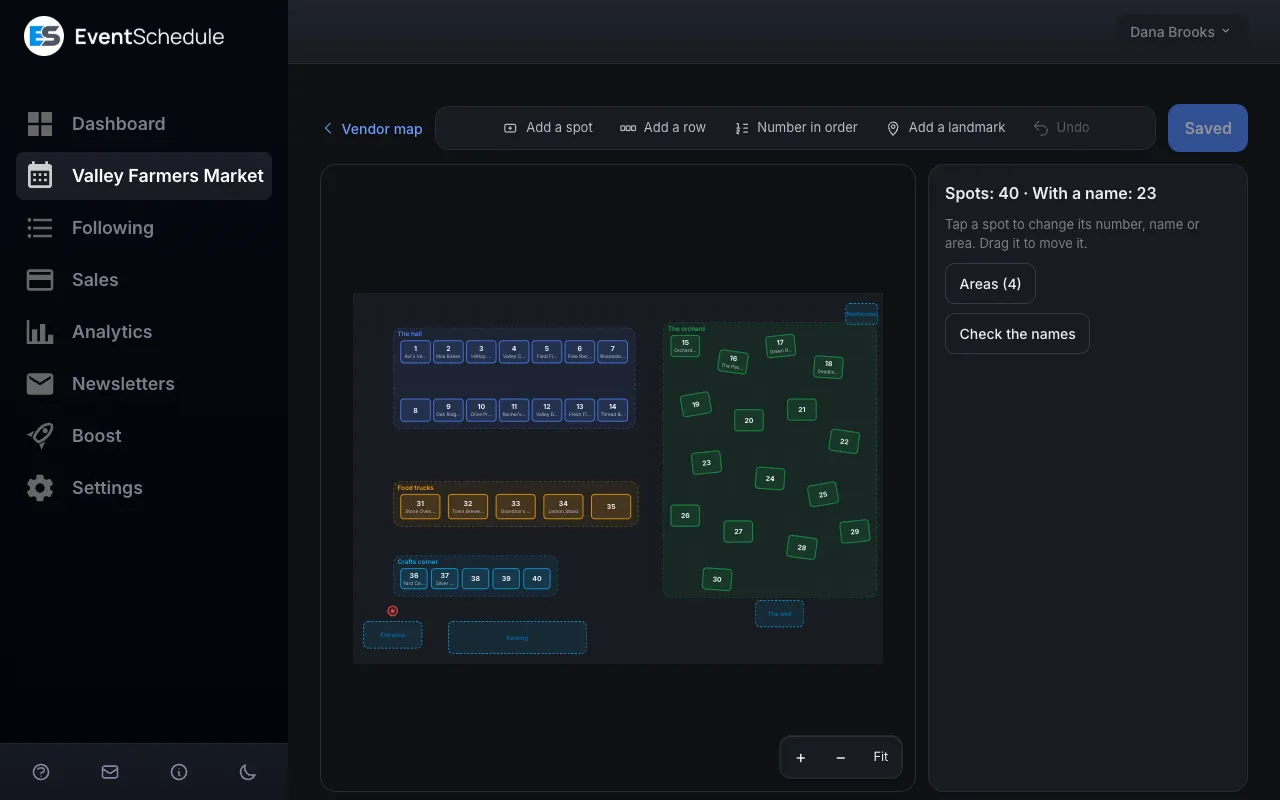 EventSchedule
Dana Brooks
Dashboard
Valley Farmers Market
Following
Sales
Analytics
Newsletters
Boost
Settings
Vendor map
Add a spot
Add a row
Number in order
Add a landmark
Undo
Saved
Spots: 40 · With a name: 23
Tap a spot to change its number, name or
area. Drag it to move it.
Areas (4)
Check the names
The hall
1 2 3 4 5 6 7
8 9 10 11 12 13 14
The orchard
15
16
17
18
19
20
21
22
23
24
25
26
27
28
29
30
Food trucks
31 32 33 34 35
Crafts corner
36 37 38 39 40
Entrance
Parking
The well
+
−
Fit